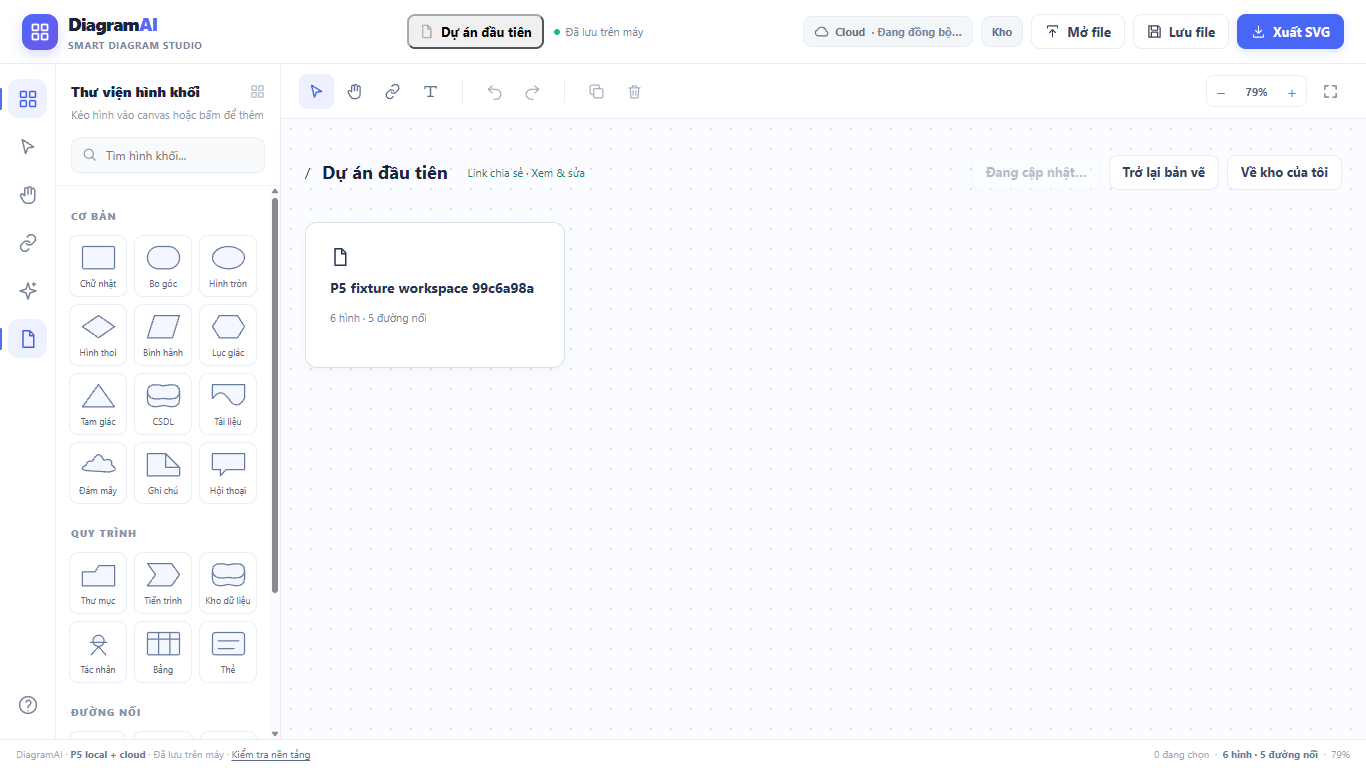 DiagramAI
SMART DIAGRAM STUDIO
Dự án đầu tiên
Đã lưu trên máy
Cloud · Đang đồng bộ...
Kho
Mở file
Lưu file
Xuất SVG
Thư viện hình khối
Kéo hình vào canvas hoặc bấm để thêm
Tìm hình khối...
79%
/ Dự án đầu tiên
Link chia sẻ · Xem & sửa
Đang cập nhật...
Trở lại bản vẽ
Về kho của tôi
P5 fixture workspace 99c6a98a
6 hình · 5 đường nối
CƠ BẢN
Chữ nhật
Bo góc
Hình tròn
Hình thoi
Bình hành
Lục giác
Tam giác
CSDL
Tài liệu
Đám mây
Ghi chú
Hội thoại
QUY TRÌNH
Thư mục
Tiến trình
Kho dữ liệu
Tác nhân
Bảng
Thẻ
ĐƯỜNG NỐI
DiagramAI · P5 local + cloud · Đã lưu trên máy · Kiểm tra nền tảng
0 đang chọn · 6 hình · 5 đường nối · 79%